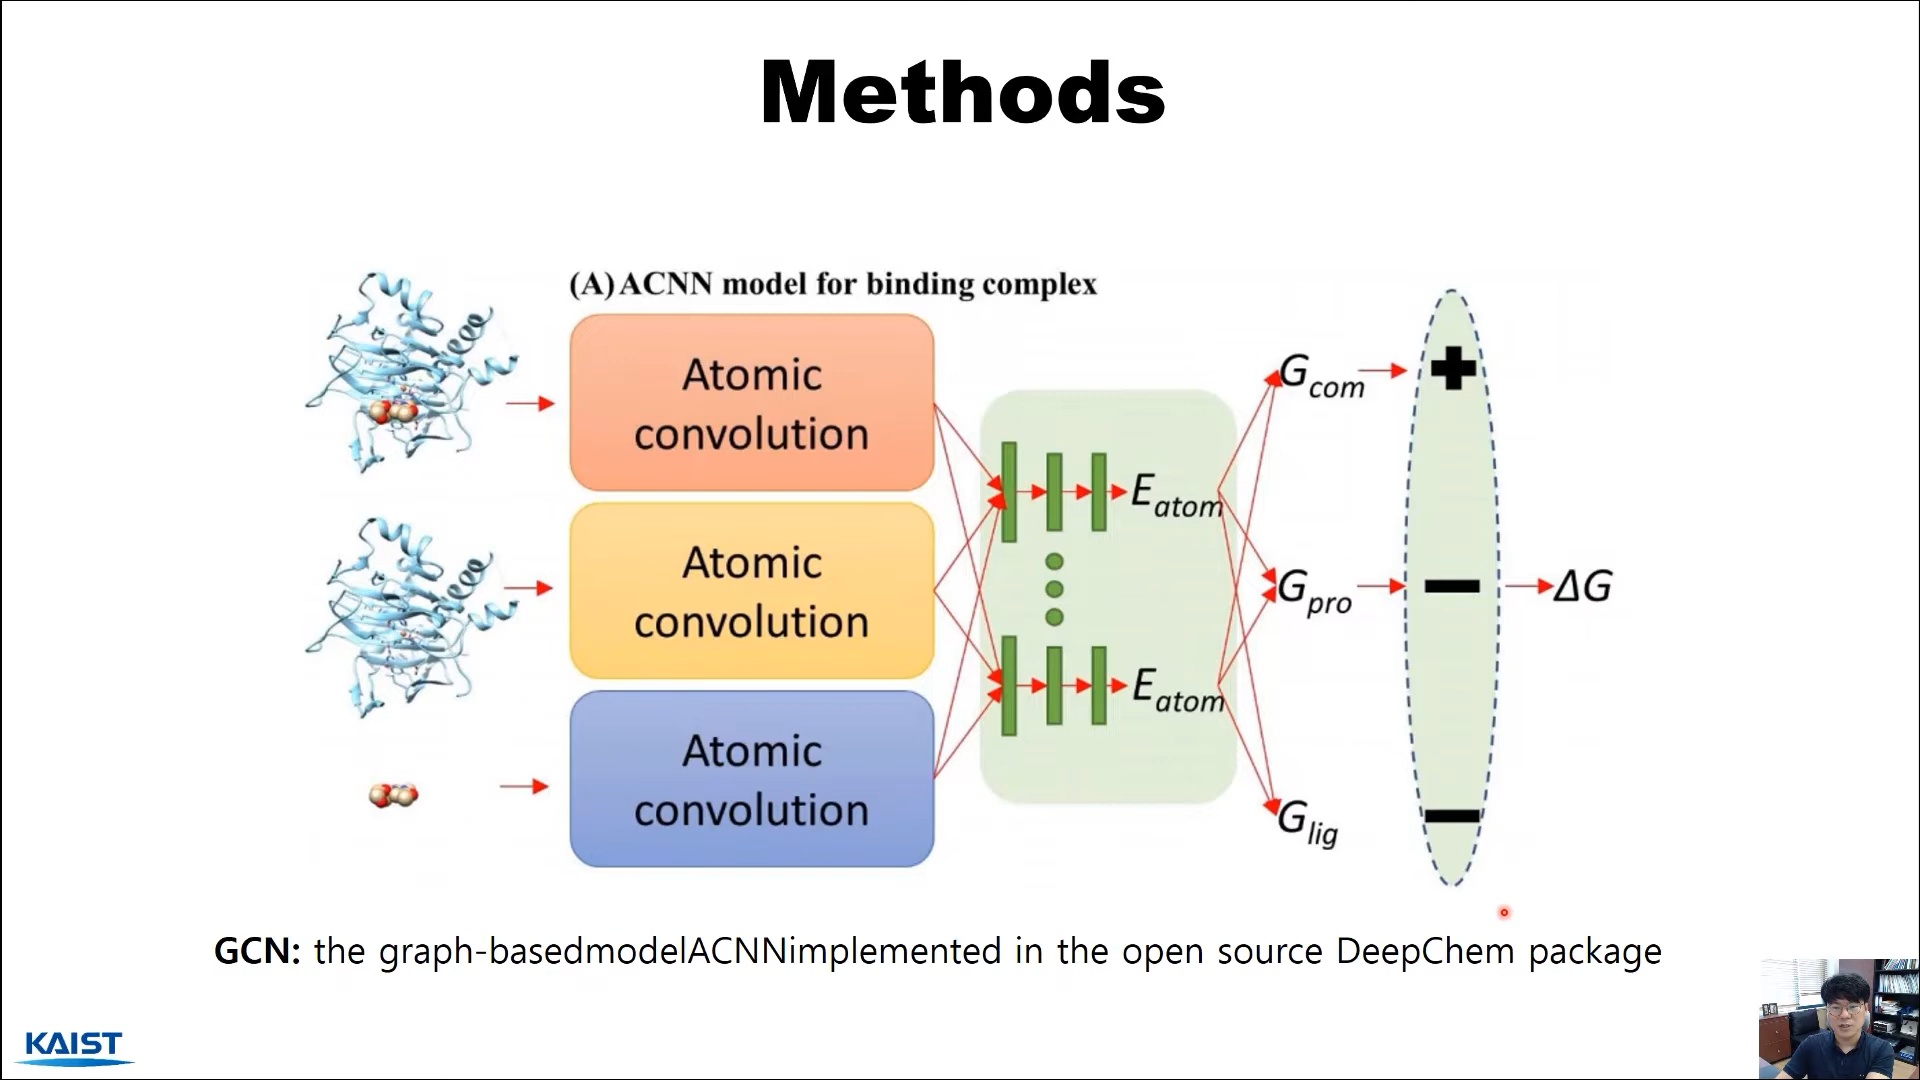 Methods
(A) ACNN model for binding complex
Atomic
convolution
Atomic
convolution
Atomic
convolution
E atom
E atom
G com
G pro
G lig
+
−
−
ΔG
GCN: the graph-basedmodelACNNimplemented in the open source DeepChem package
KAIST